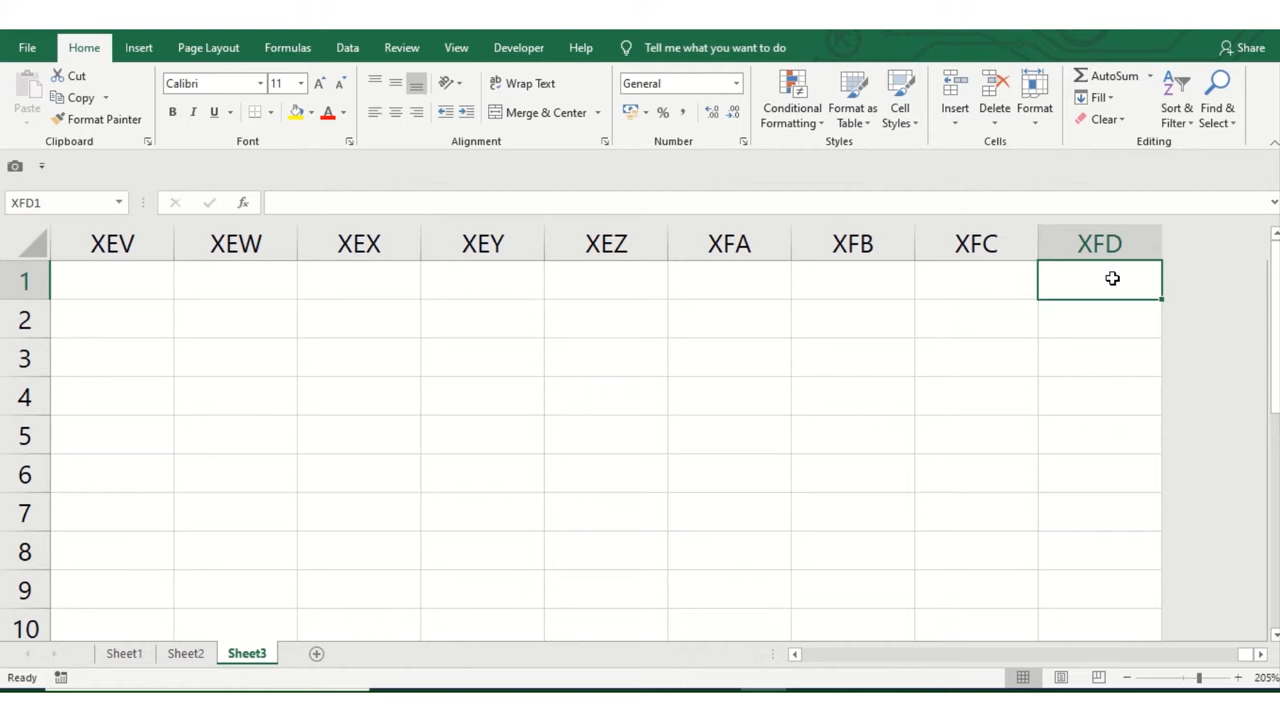 File Home Insert Page Layout Formulas Data Review View Developer Help Tell me what you want to do Share
Paste Cut
Copy
Format Painter
Clipboard
Calibri 11 A A
B I U A
Font
ab Wrap Text
Merge & Center
Alignment
General
% , .00
Number
Conditional Formatting
Format as Table
Cell Styles
Styles
Insert Delete Format
Cells
Σ AutoSum
Fill
Clear
Sort & Filter
Find & Select
Editing
XFD1 fx
XEV XEW XEX XEY XEZ XFA XFB XFC XFD
1
2
3
4
5
6
7
8
9
10
Sheet1 Sheet2 Sheet3
Ready 205%